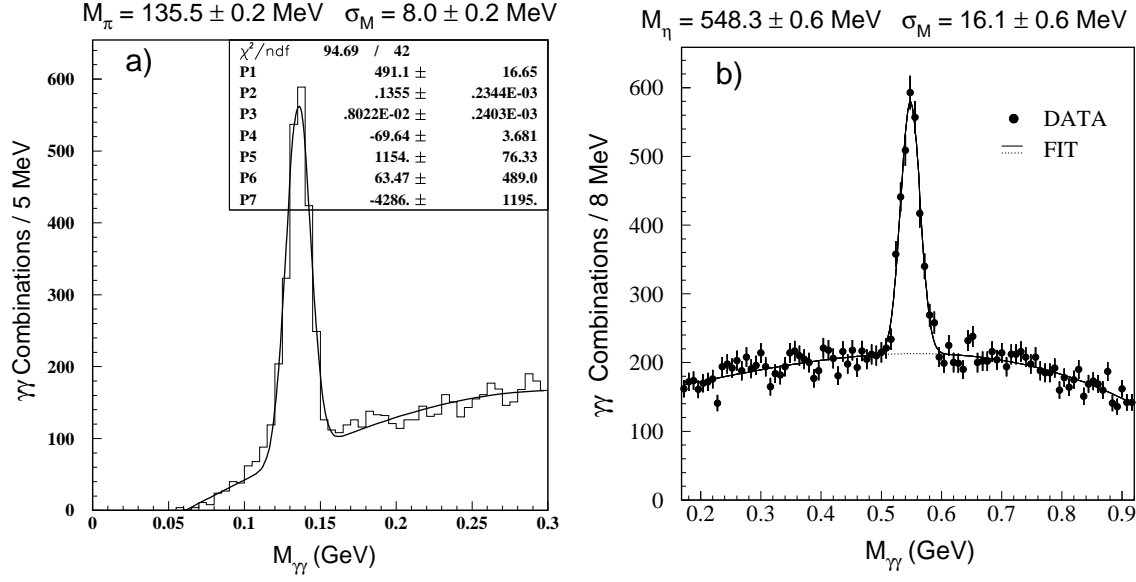 M_π = 135.5 ± 0.2 MeV σ_M = 8.0 ± 0.2 MeV
a)
χ²/ndf 94.69 / 42
P1 491.1 ± 16.65
P2 .1355 ± .2344E-03
P3 .8022E-02 ± .2403E-03
P4 -69.64 ± 3.681
P5 1154. ± 76.33
P6 63.47 ± 489.0
P7 -4286. ± 1195.
γγ Combinations / 5 MeV
600
500
400
300
200
100
0
0 0.05 0.1 0.15 0.2 0.25 0.3
M_γγ (GeV)
M_η = 548.3 ± 0.6 MeV σ_M = 16.1 ± 0.6 MeV
b)
DATA
FIT
γγ Combinations / 8 MeV
600
500
400
300
200
100
0
0.2 0.3 0.4 0.5 0.6 0.7 0.8 0.9
M_γγ (GeV)